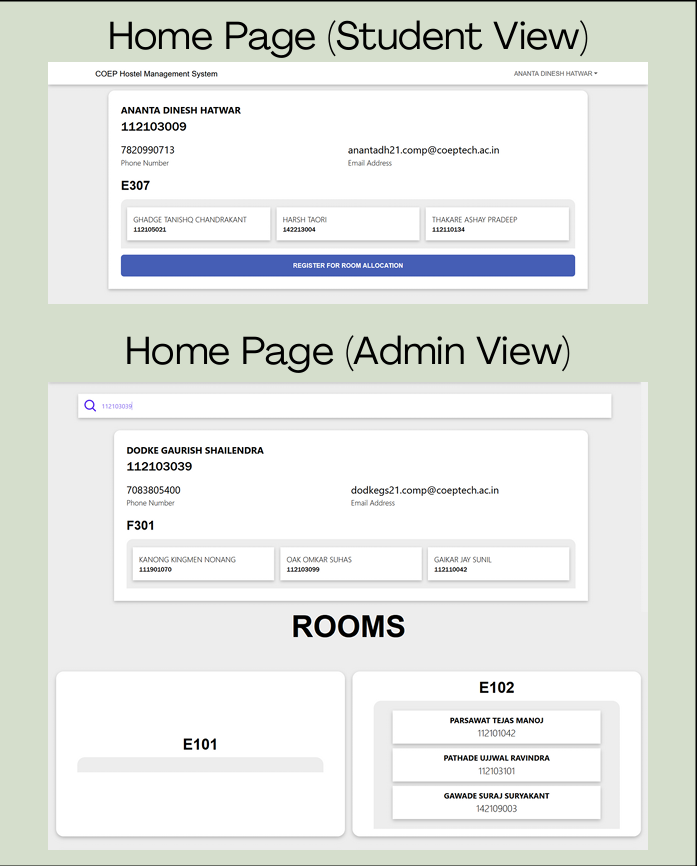 Home Page (Student View)
COEP Hostel Management System
ANANTA DINESH HATWAR
ANANTA DINESH HATWAR
112103009
7820990713
anantadh21.comp@coeptech.ac.in
Phone Number
Email Address
E307
GHADGE TANISHQ CHANDRAKANT
112105021
HARSH TAORI
142213004
THAKARE ASHAY PRADEEP
112110134
REGISTER FOR ROOM ALLOCATION
Home Page (Admin View)
112103039
DODKE GAURISH SHAILENDRA
112103039
7083805400
dodkegs21.comp@coeptech.ac.in
Phone Number
Email Address
F301
KANONG KINGMEN NONANG
111901070
OAK OMKAR SUHAS
112103099
GAIKAR JAY SUNIL
112110042
ROOMS
E101
E102
PARSAWAT TEJAS MANOJ
112101042
PATHADE UJJWAL RAVINDRA
112103101
GAWADE SURAJ SURYAKANT
142109003